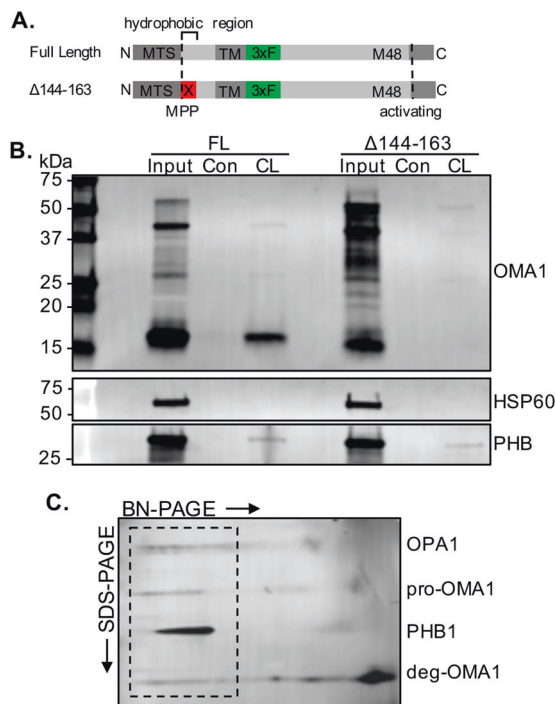 A.
hydrophobic region
Full Length N MTS TM 3xF M48 C
Δ144-163 N MTS X TM 3xF M48 C
MPP activating
B.
FL Δ144-163
kDa Input Con CL Input Con CL
75
50
37
25
20
15
OMA1
75
50
HSP60
25
PHB
C.
BN-PAGE
SDS-PAGE
OPA1
pro-OMA1
PHB1
deg-OMA1